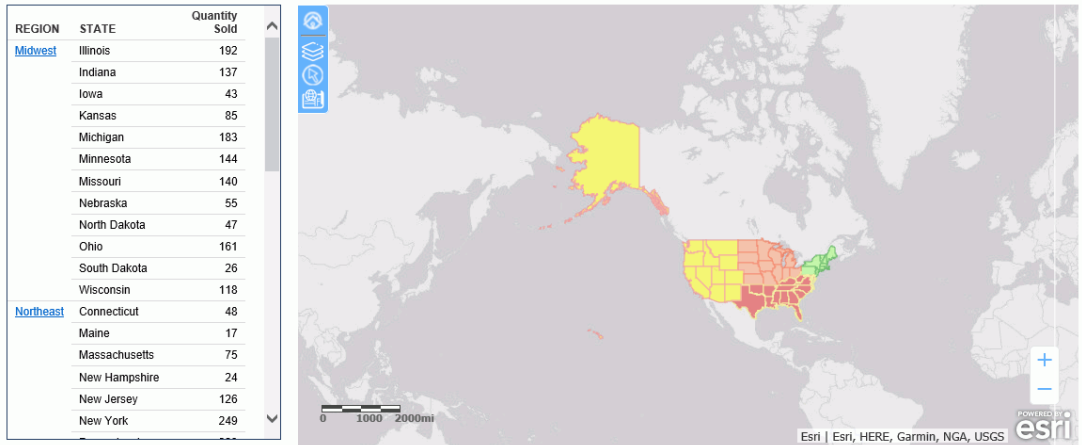 REGION STATE Quantity Sold
Midwest Illinois 192
Indiana 137
Iowa 43
Kansas 85
Michigan 183
Minnesota 144
Missouri 140
Nebraska 55
North Dakota 47
Ohio 161
South Dakota 26
Wisconsin 118
Northeast Connecticut 48
Maine 17
Massachusetts 75
New Hampshire 24
New Jersey 126
New York 249
0 1000 2000mi
POWERED BY
esri
Esri | Esri, HERE, Garmin, NGA, USGS